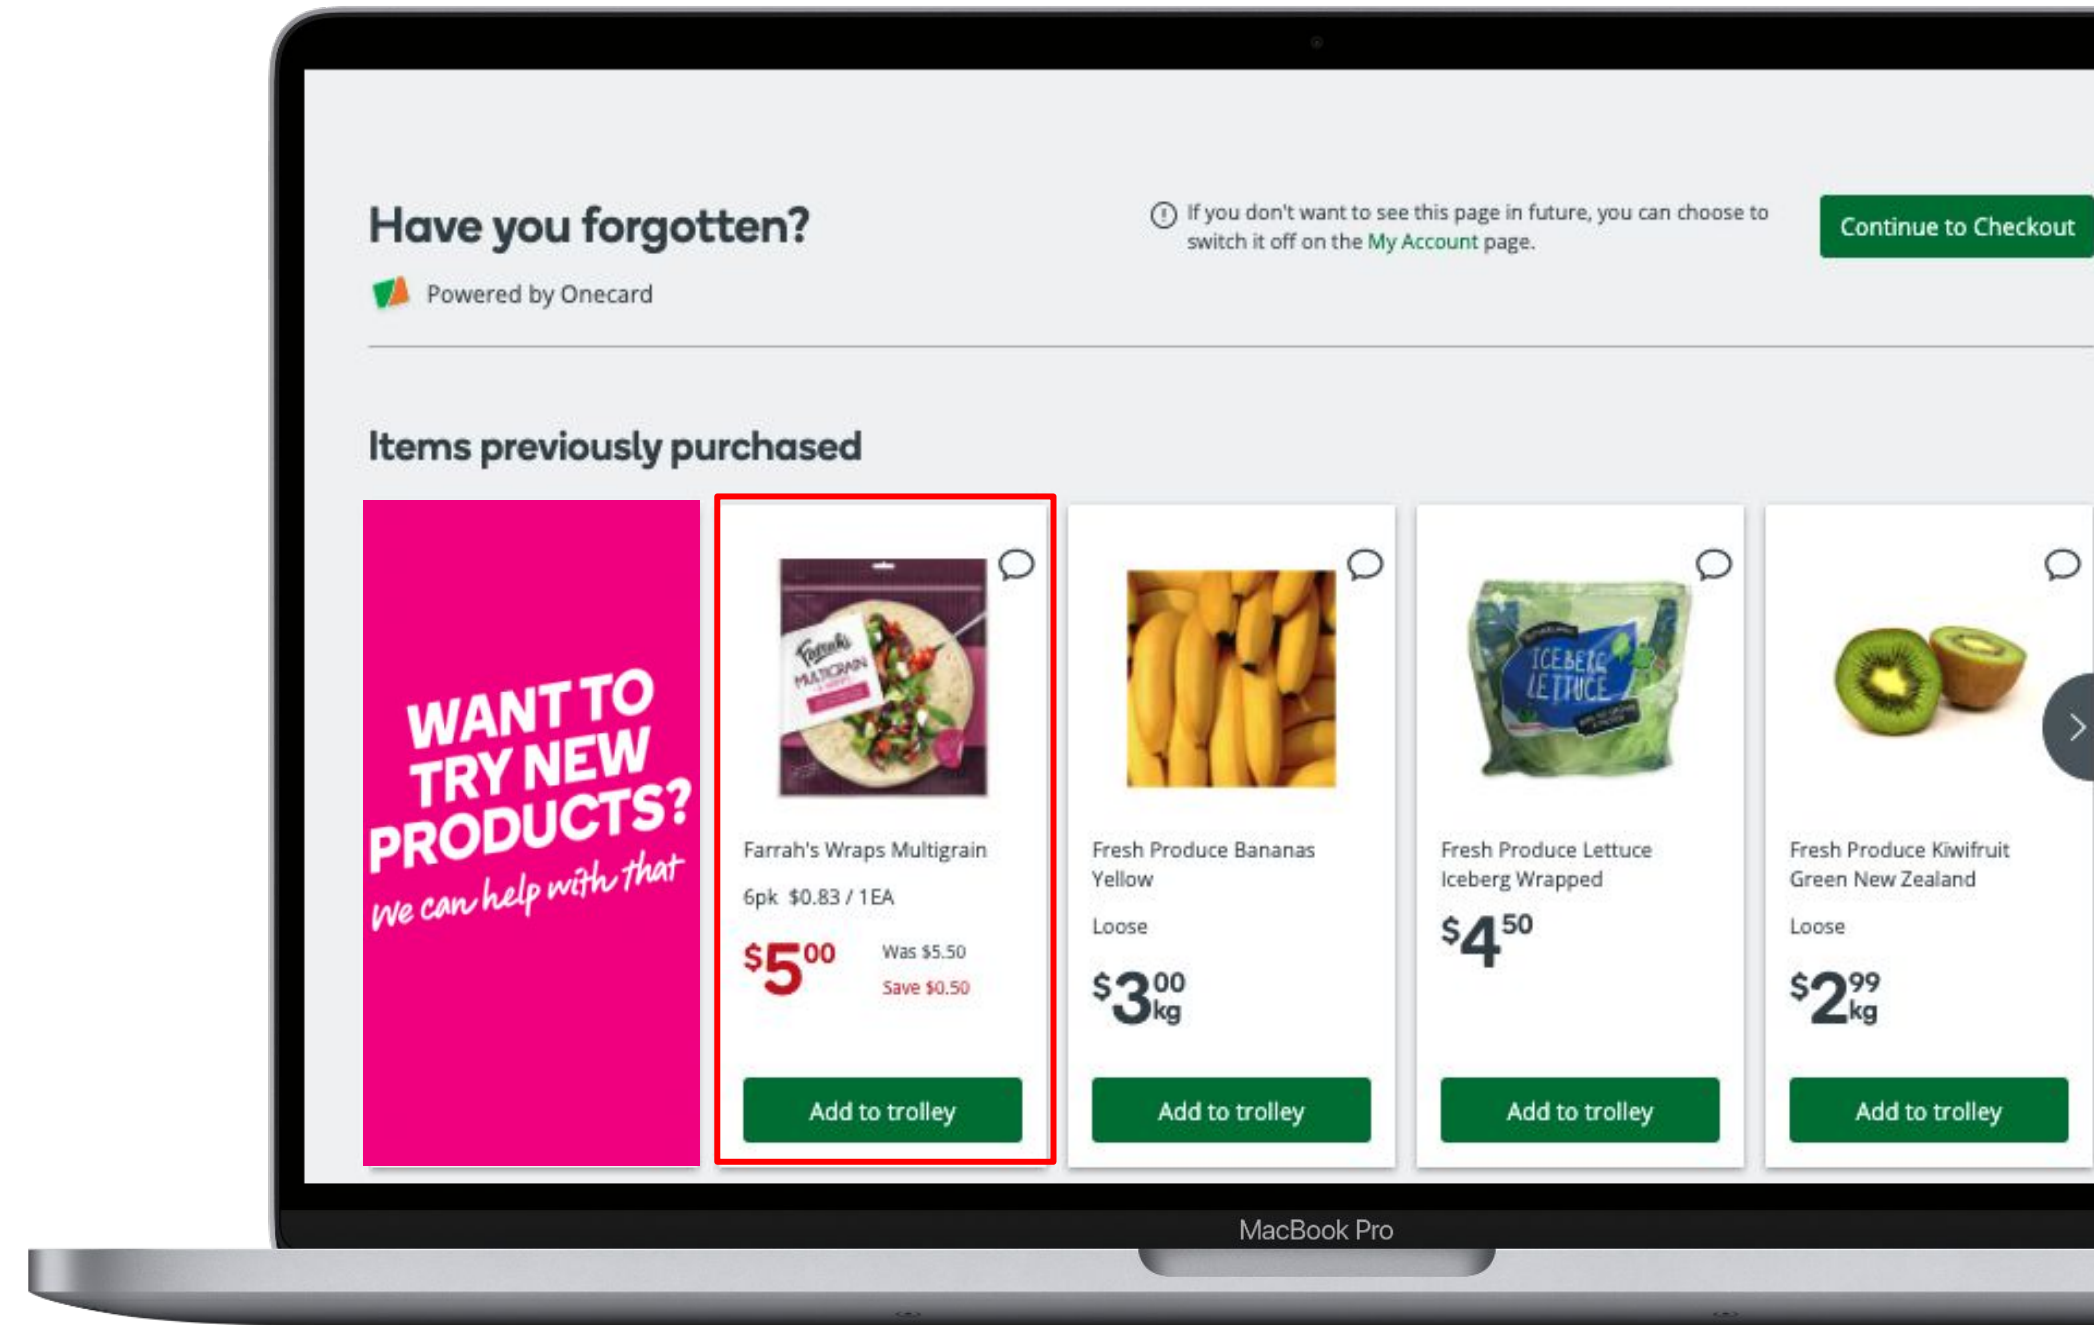 Have you forgotten?
Powered by Onecard
If you don't want to see this page in future, you can choose to
switch it off on the My Account page.
Continue to Checkout
Items previously purchased
WANT TO
TRY NEW
PRODUCTS?
We can help with that
Farrah's
MULTIGRAIN
Farrah's Wraps Multigrain
6pk $0.83 / 1EA
$5 00
Was $5.50
Save $0.50
Add to trolley
Fresh Produce Bananas
Yellow
Loose
$3 00
kg
Add to trolley
ICEBERG
LETTUCE
Fresh Produce Lettuce
Iceberg Wrapped
$4 50
Add to trolley
Fresh Produce Kiwifruit
Green New Zealand
Loose
$2 99
kg
Add to trolley
MacBook Pro